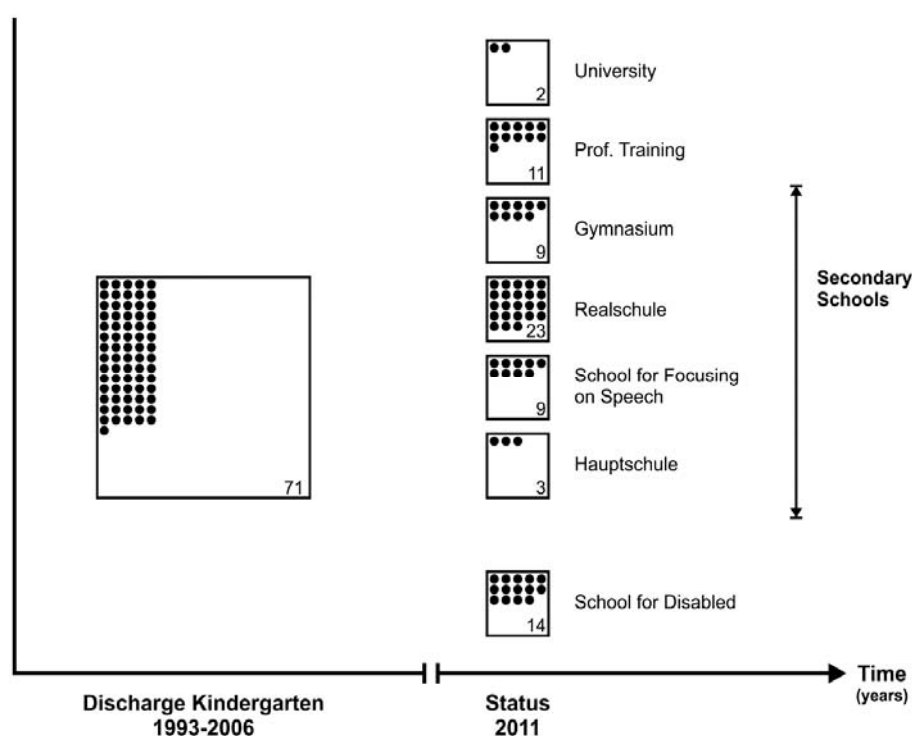 2
University
11
Prof. Training
9
Gymnasium
23
Realschule
9
School for Focusing
on Speech
3
Hauptschule
Secondary
Schools
71
14
School for Disabled
Time
(years)
Discharge Kindergarten
1993-2006
Status
2011